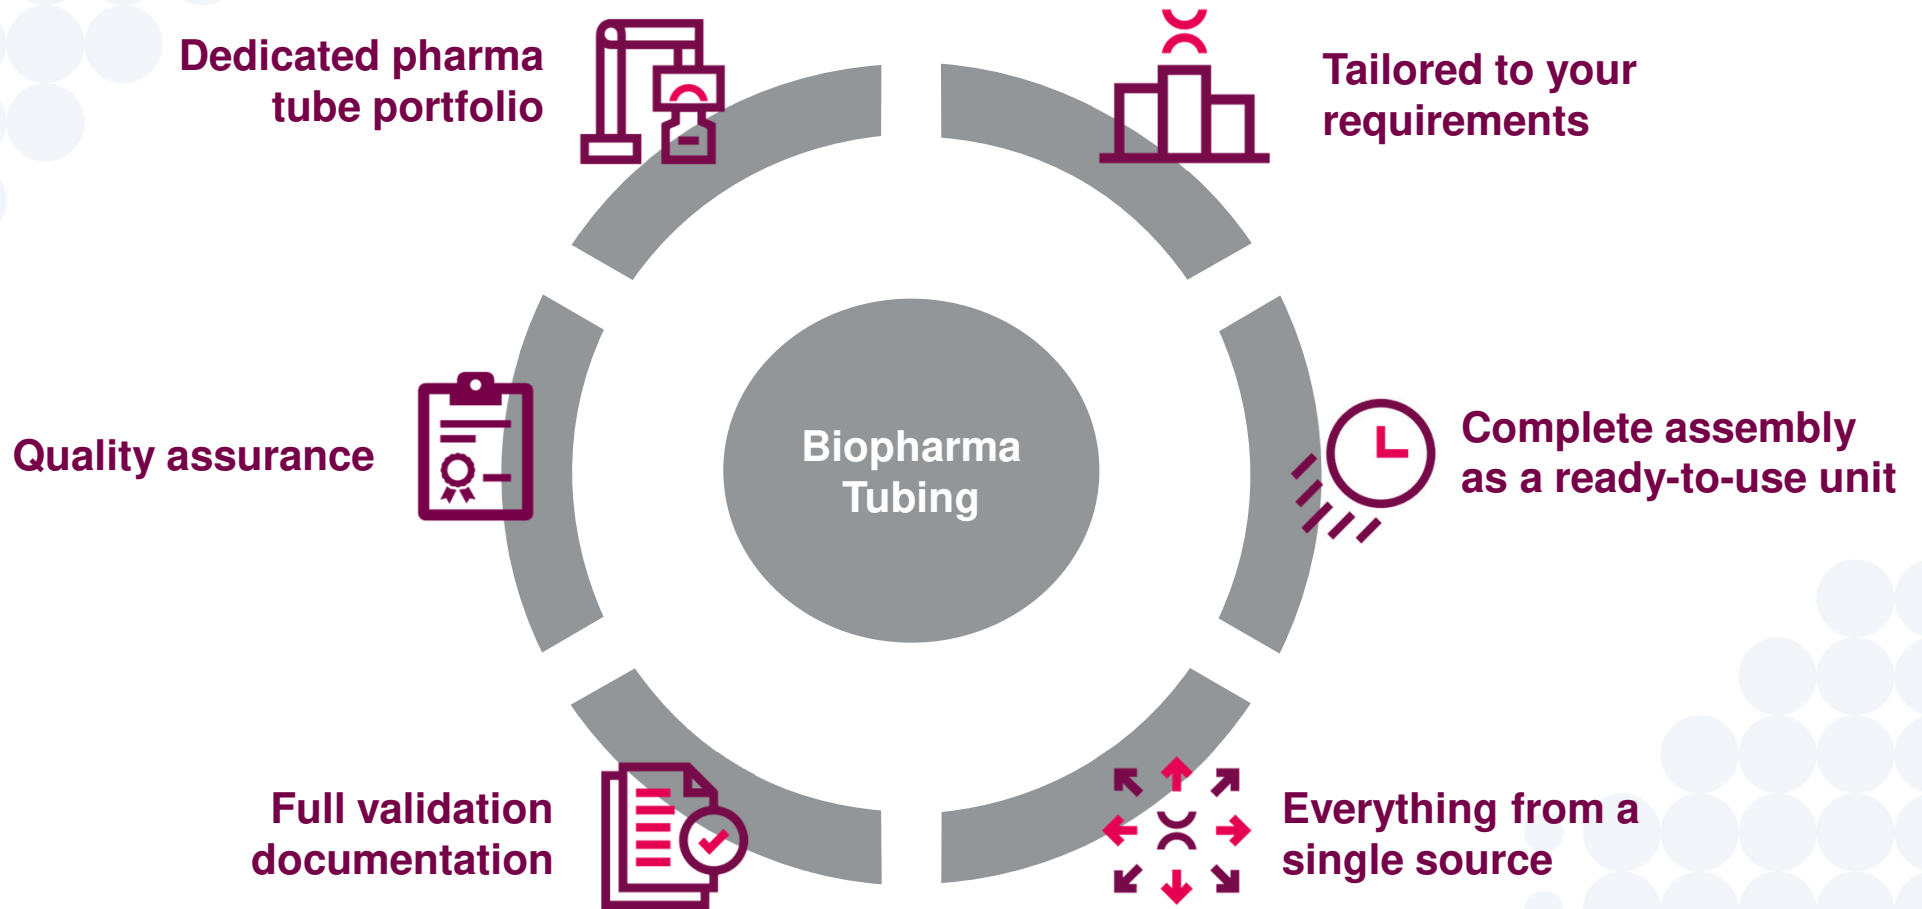 Dedicated pharma
tube portfolio
Tailored to your
requirements
Quality assurance
Biopharma
Tubing
Complete assembly
as a ready-to-use unit
Full validation
documentation
Everything from a
single source